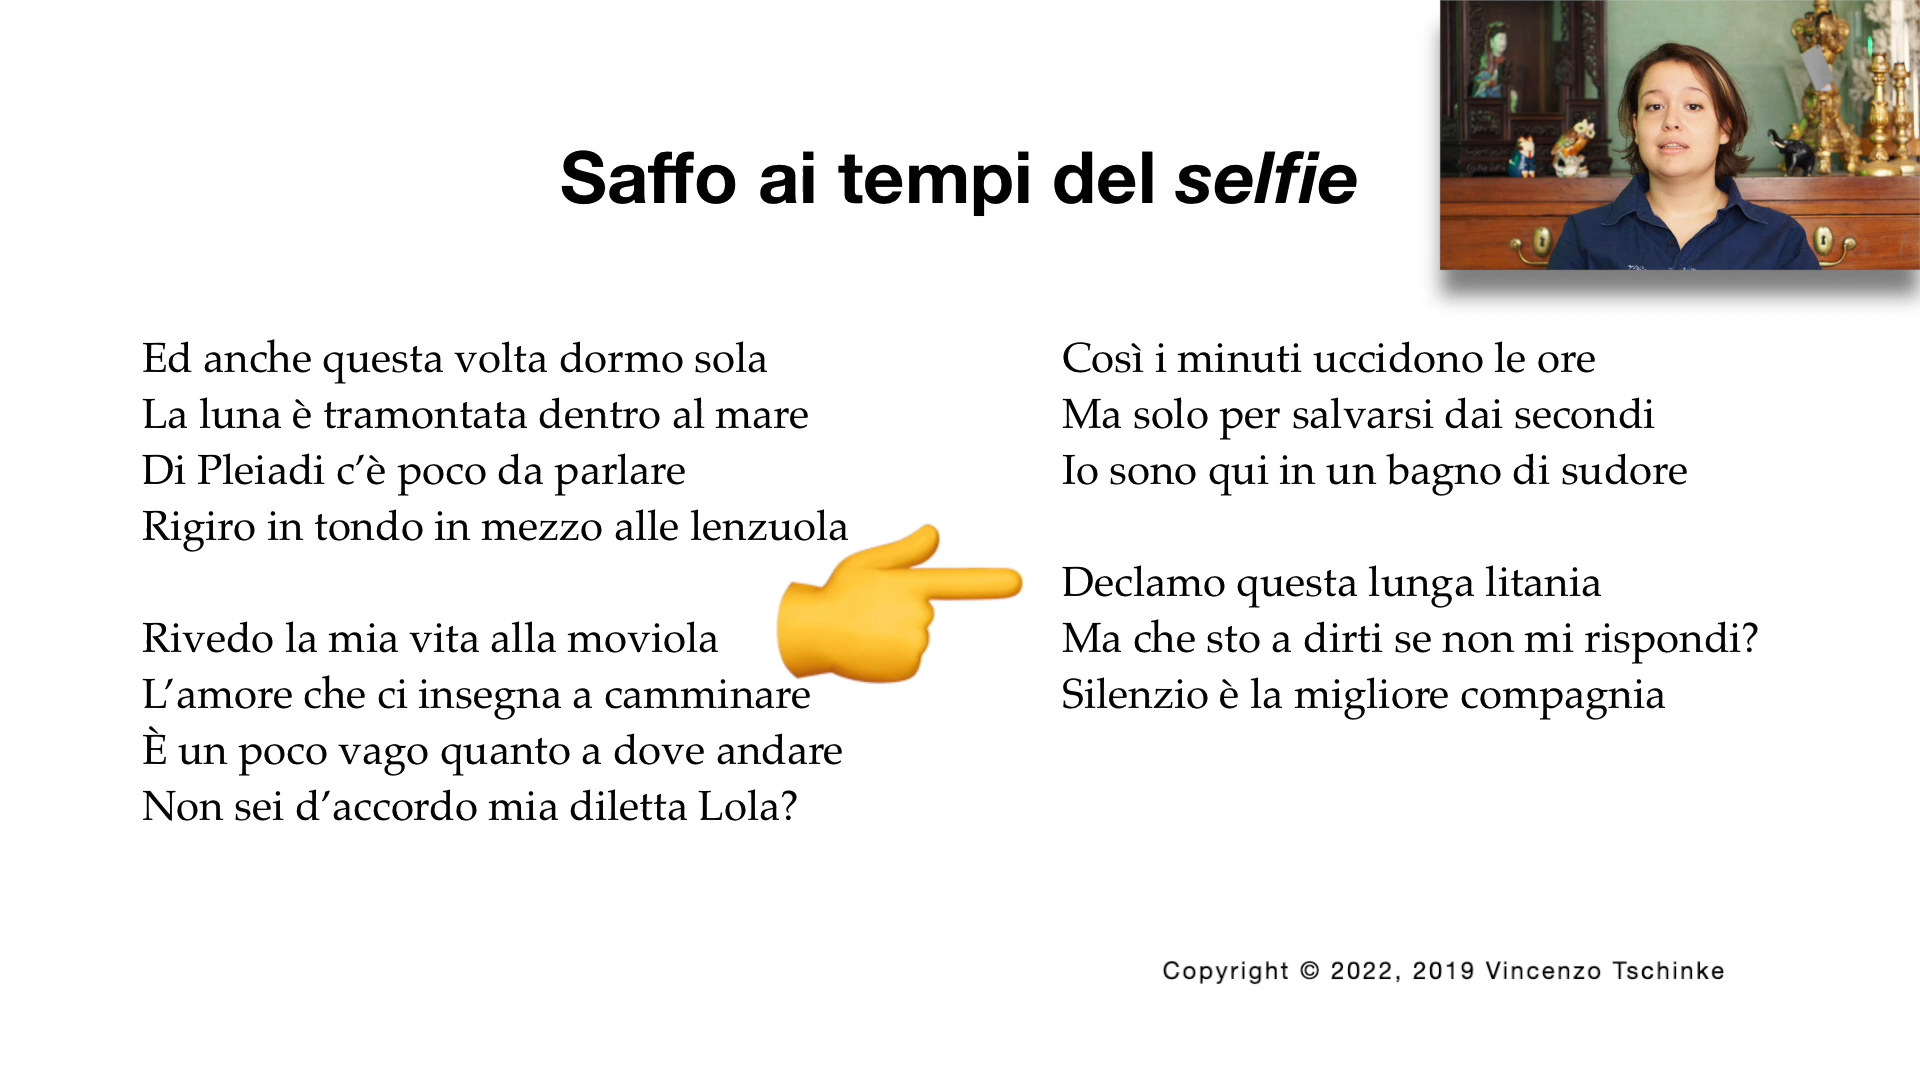 Saffo ai tempi del selfie
Ed anche questa volta dormo sola
La luna è tramontata dentro al mare
Di Pleiadi c’è poco da parlare
Rigiro in tondo in mezzo alle lenzuola
Rivedo la mia vita alla moviola
L’amore che ci insegna a camminare
È un poco vago quanto a dove andare
Non sei d’accordo mia diletta Lola?
Così i minuti uccidono le ore
Ma solo per salvarsi dai secondi
Io sono qui in un bagno di sudore
Declamo questa lunga litania
Ma che sto a dirti se non mi rispondi?
Silenzio è la migliore compagnia
Copyright © 2022, 2019 Vincenzo Tschinke